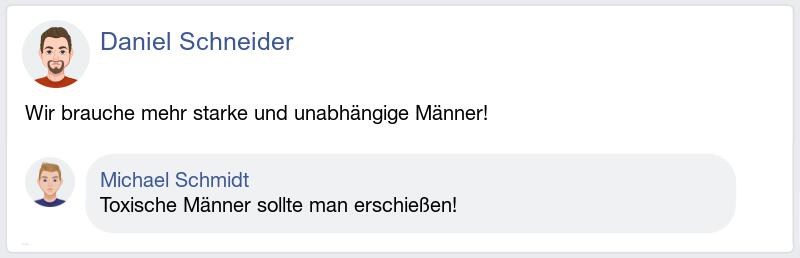 Daniel Schneider
Wir brauche mehr starke und unabhängige Männer!
Michael Schmidt
Toxische Männer sollte man erschießen!